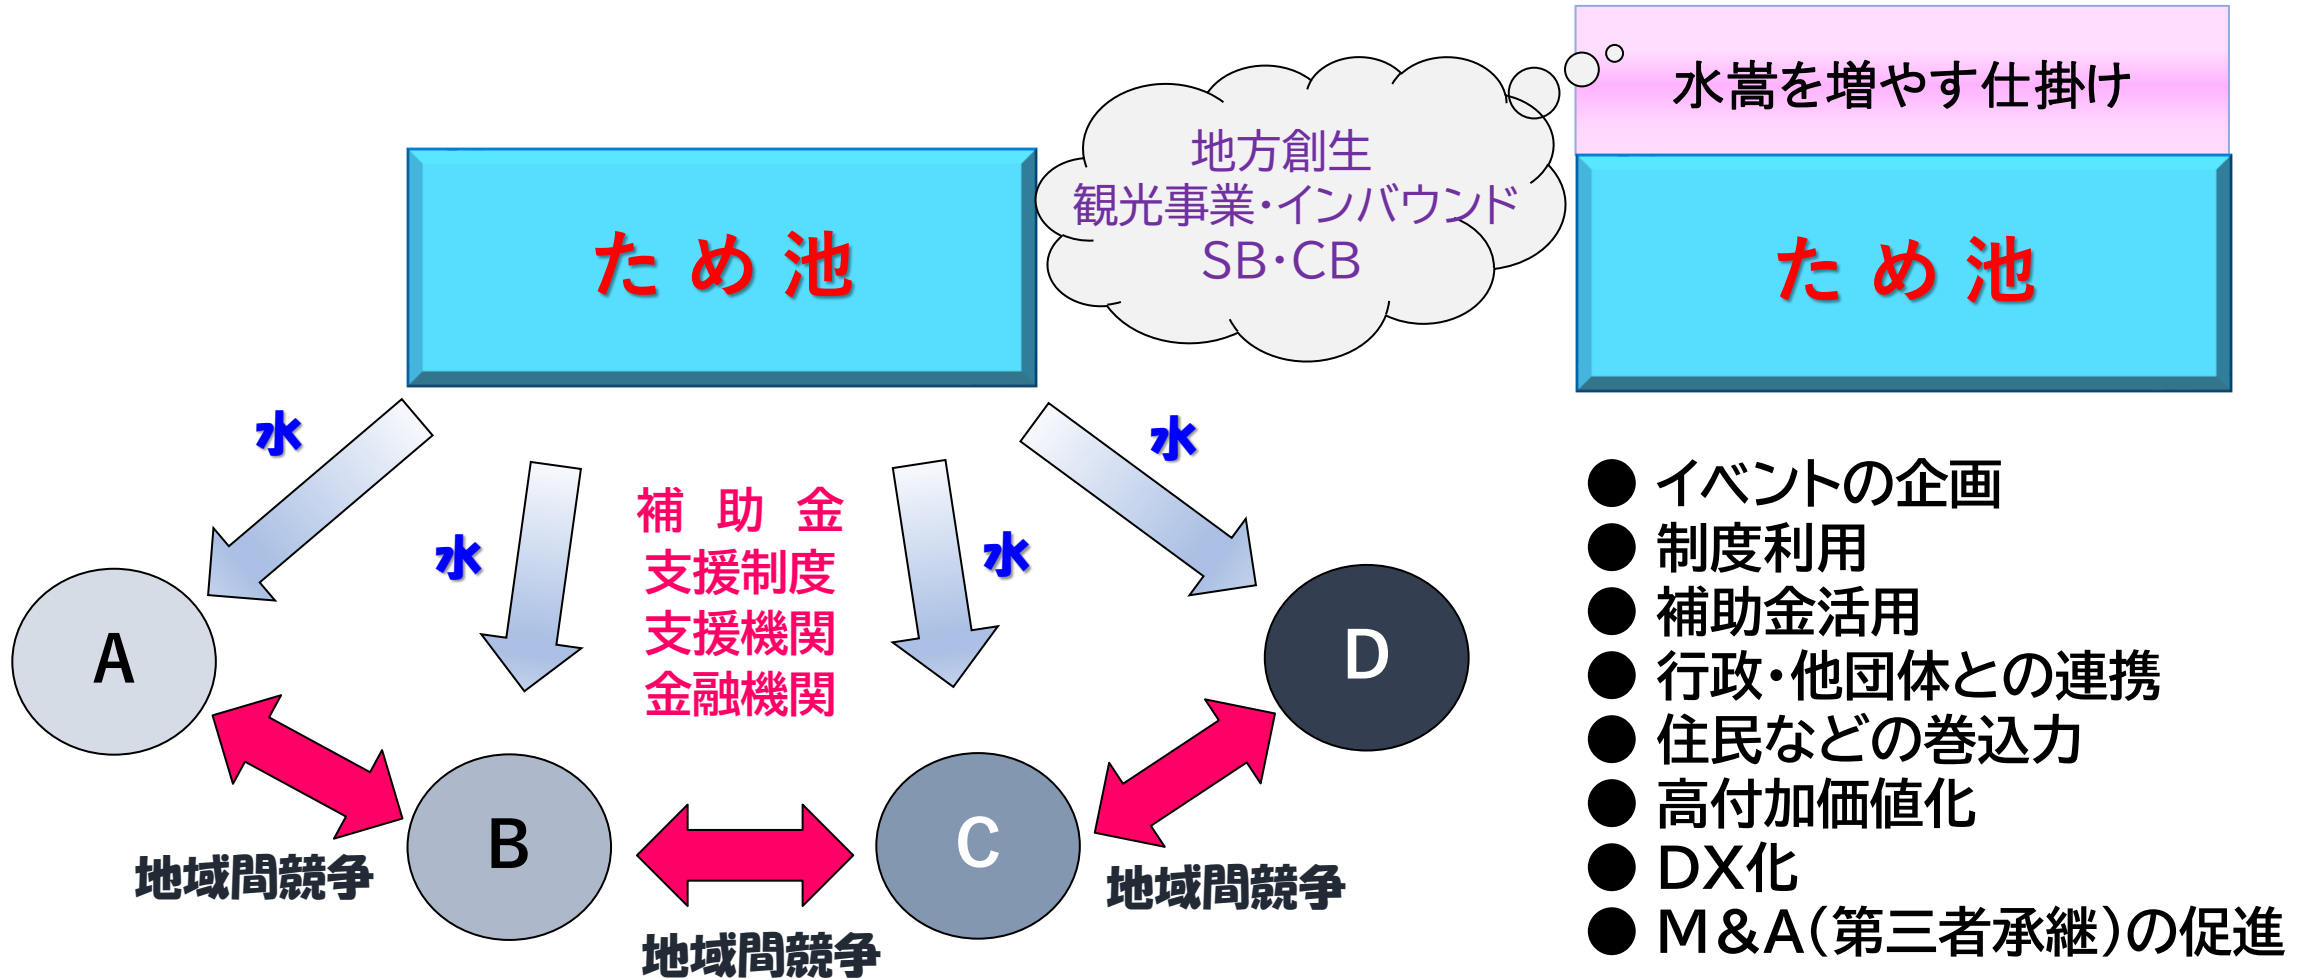 水嵩を増やす仕掛け
地方創生
観光事業・インバウンド
SB・CB
ため池
ため池
水
水
水
水
補助金
支援制度
支援機関
金融機関
A
B
C
D
地域間競争
地域間競争
地域間競争
● イベントの企画
● 制度利用
● 補助金活用
● 行政・他団体との連携
● 住民などの巻込力
● 高付加価値化
● DX化
● M&A(第三者承継)の促進